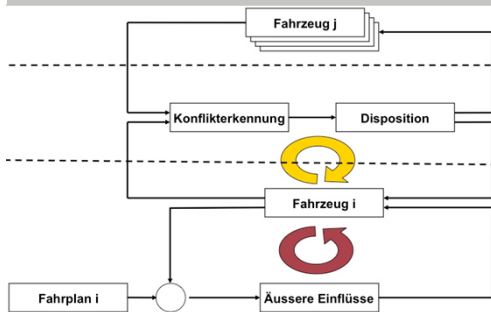 Fahrzeug j
Konflikterkennung
Disposition
Fahrzeug i
Fahrplan i
Äussere Einflüsse